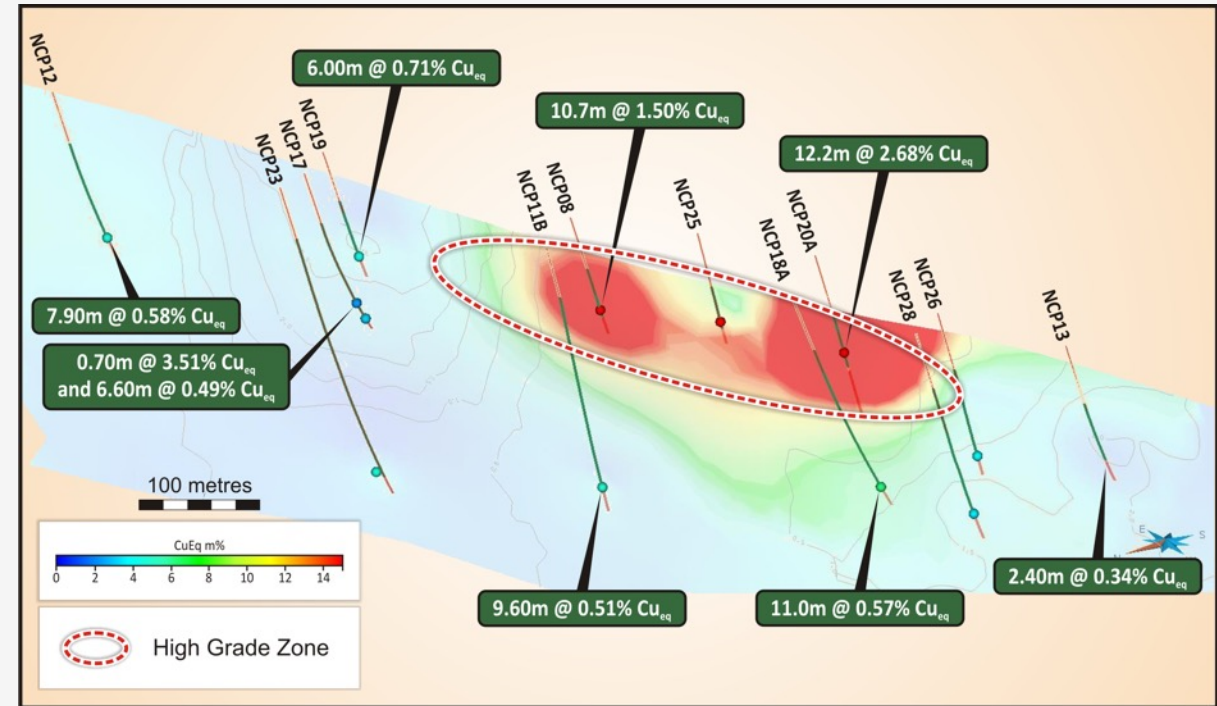 NCP12
6.00m @ 0.71% Cueq
NCP19
NCP17
NCP23
10.7m @ 1.50% Cueq
NCP08
NCP11B
NCP25
12.2m @ 2.68% Cueq
NCP20A
NCP18A
NCP26
NCP28
NCP13
7.90m @ 0.58% Cueq
0.70m @ 3.51% Cueq
and 6.60m @ 0.49% Cueq
100 metres
CuEq m%
0 2 4 6 8 10 12 14
High Grade Zone
9.60m @ 0.51% Cueq
11.0m @ 0.57% Cueq
2.40m @ 0.34% Cueq
E
S